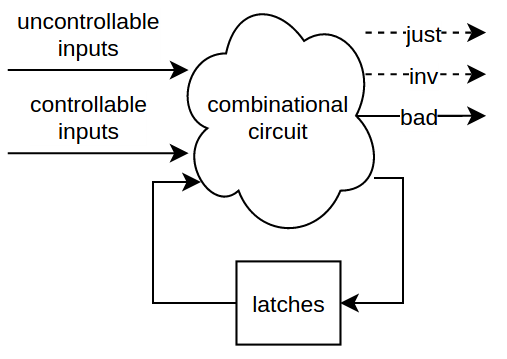 uncontrollable
inputs
controllable
inputs
combinational
circuit
just
inv
bad
latches